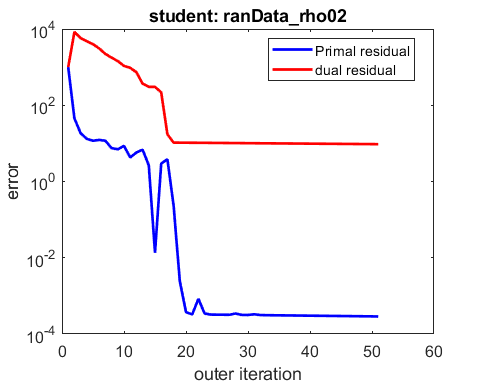 student: ranData_rho02
Primal residual
dual residual
10^4
10^2
10^0
10^-2
10^-4
error
0 10 20 30 40 50 60
outer iteration